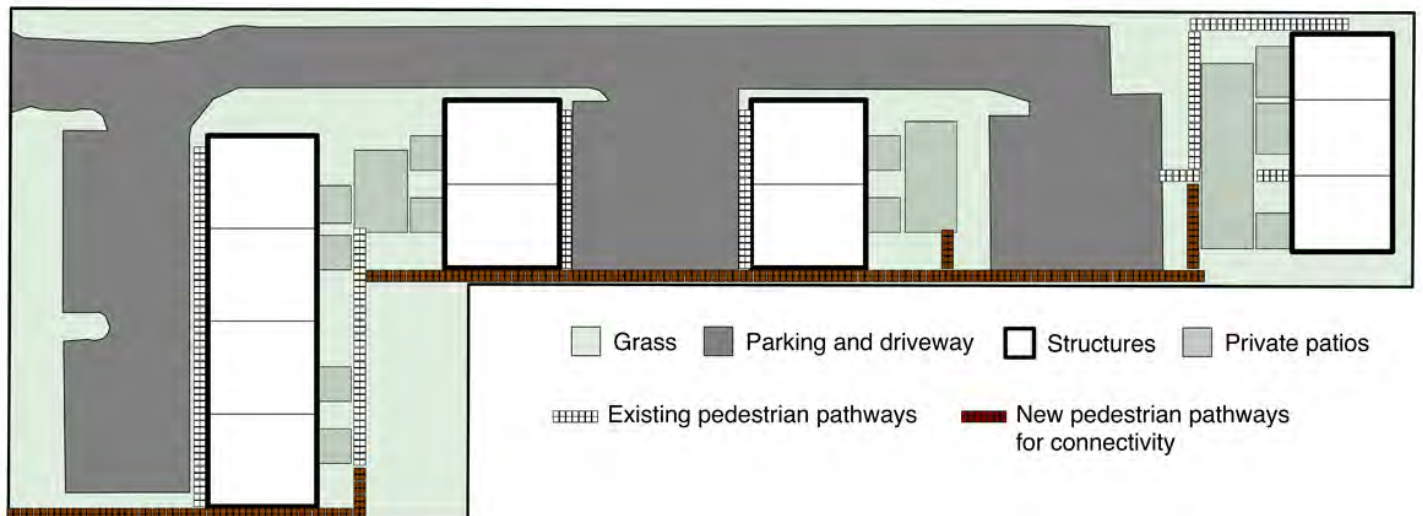 Grass
Parking and driveway
Structures
Private patios
Existing pedestrian pathways
New pedestrian pathways
for connectivity